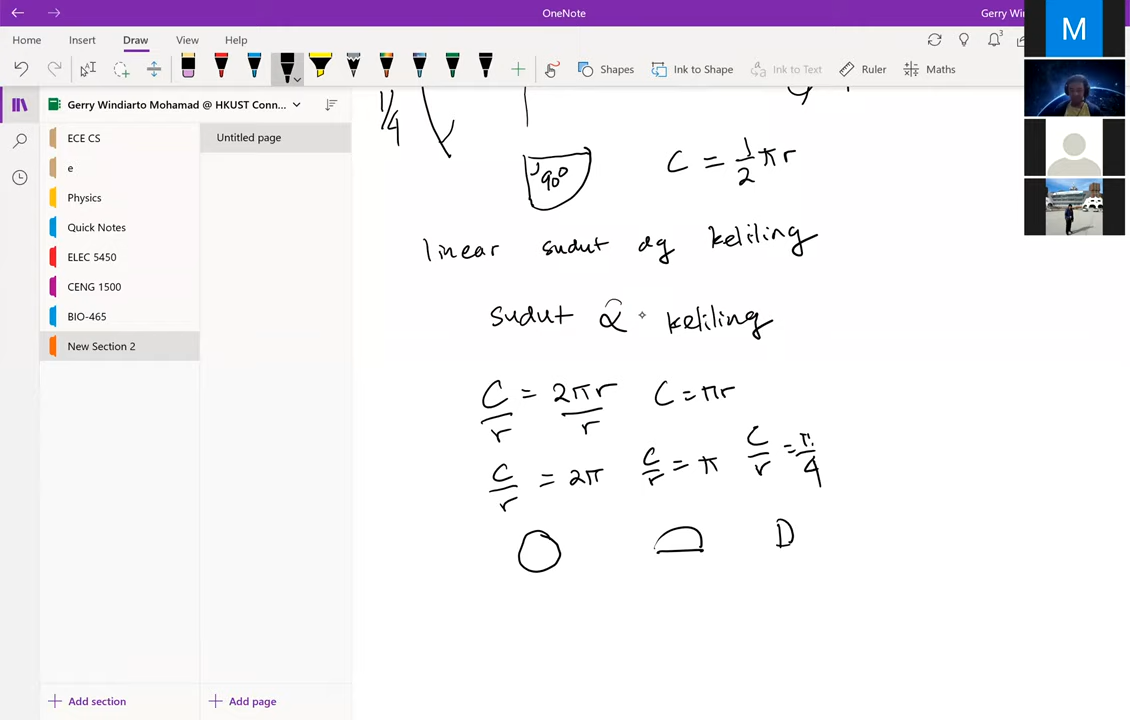 OneNote
Gerry Win
M
Home Insert Draw View Help
3
Shapes Ink to Shape Ink to Text Ruler Maths
Gerry Windiarto Mohamad @ HKUST Conn...
ECE CS
e
Physics
Quick Notes
ELEC 5450
CENG 1500
BIO-465
New Section 2
Add section
Untitled page
Add page
1/4
90°
C = 1/2 πr
linear sudut dg keliling
sudut α keliling
C/r = 2πr/r C = πr
C/r = 2π C/r = π C/r = π/4
D